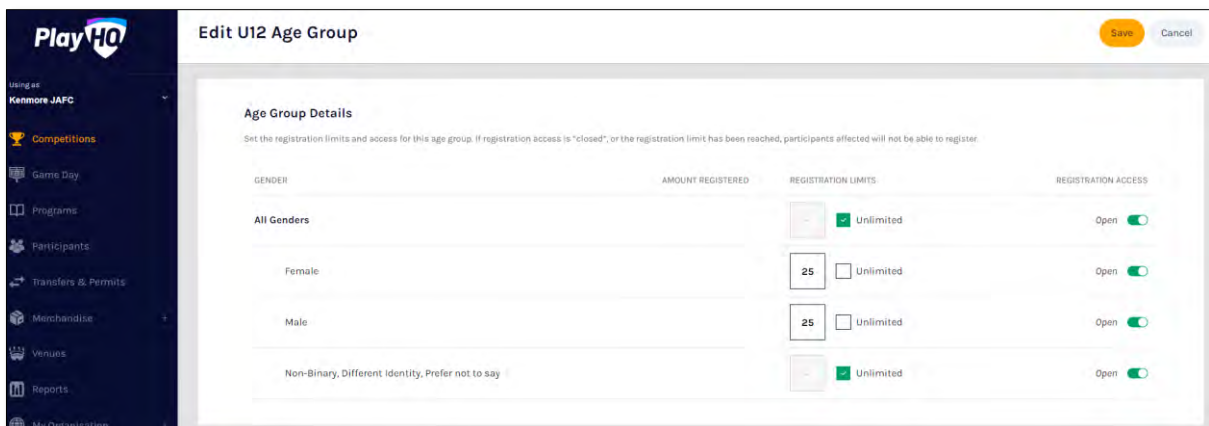 PlayHQ
Edit U12 Age Group
Save
Cancel
Using as
Kenmore JAFC
Competitions
Game Day
Programs
Participants
Transfers & Permits
Merchandise +
Venues
Reports
My Organisation +
Age Group Details
Set the registration limits and access for this age group. If registration access is "closed", or the registration limit has been reached, participants affected will not be able to register.
GENDER AMOUNT REGISTERED REGISTRATION LIMITS REGISTRATION ACCESS
All Genders - Unlimited Open
Female 25 Unlimited Open
Male 25 Unlimited Open
Non-Binary, Different Identity, Prefer not to say - Unlimited Open